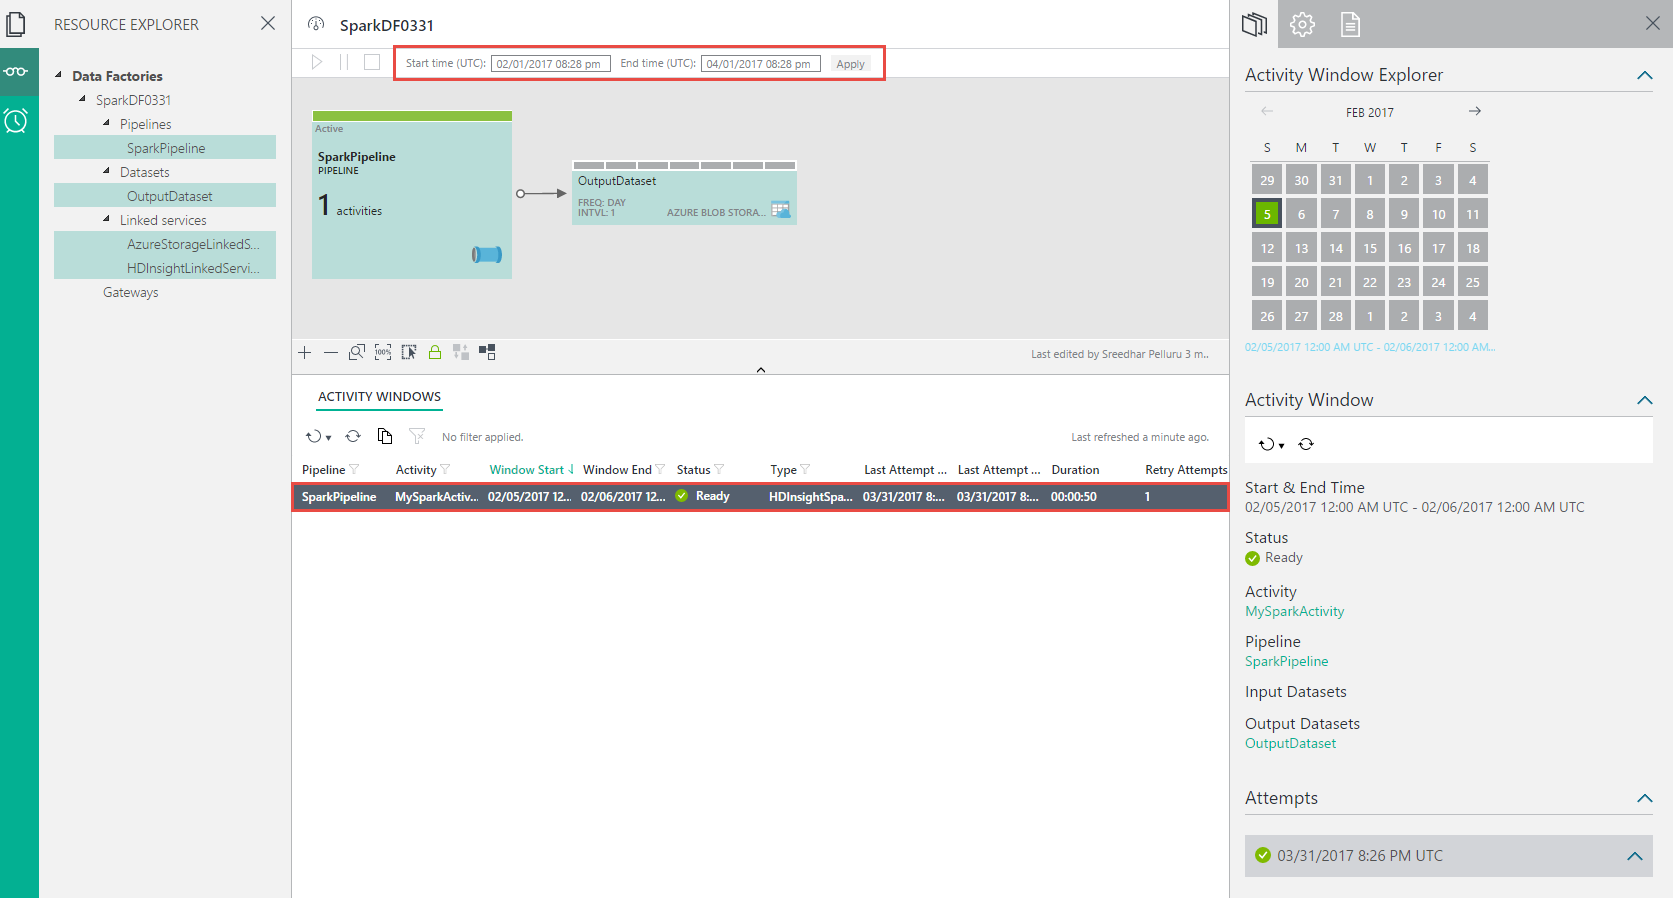 RESOURCE EXPLORER
Data Factories
SparkDF0331
Pipelines
SparkPipeline
Datasets
OutputDataset
Linked services
AzureStorageLinkedS...
HDInsightLinkedServi...
Gateways
SparkDF0331
Start time (UTC): 02/01/2017 08:28 pm End time (UTC): 04/01/2017 08:28 pm Apply
Active
SparkPipeline
PIPELINE
1 activities
OutputDataset
FREQ: DAY
INTVL: 1 AZURE BLOB STORA...
100%
Last edited by Sreedhar Pelluru 3 m..
ACTIVITY WINDOWS
No filter applied. Last refreshed a minute ago.
Pipeline Activity Window Start Window End Status Type Last Attempt ... Last Attempt ... Duration Retry Attempts
SparkPipeline MySparkActiv... 02/05/2017 12:.. 02/06/2017 12... Ready HDInsightSpa... 03/31/2017 8:... 03/31/2017 8:... 00:00:50 1
Activity Window Explorer
FEB 2017
S M T W T F S
29 30 31 1 2 3 4
5 6 7 8 9 10 11
12 13 14 15 16 17 18
19 20 21 22 23 24 25
26 27 28 1 2 3 4
02/05/2017 12:00 AM UTC - 02/06/2017 12:00 AM...
Activity Window
Start & End Time
02/05/2017 12:00 AM UTC - 02/06/2017 12:00 AM UTC
Status
Ready
Activity
MySparkActivity
Pipeline
SparkPipeline
Input Datasets
Output Datasets
OutputDataset
Attempts
03/31/2017 8:26 PM UTC